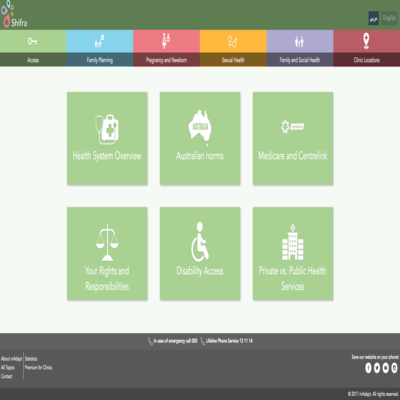 Shifra
عربي
English
Access
Family Planning
Pregnancy and Newborn
Sexual Health
Family and Social Health
Clinic Locations
Health System Overview
AUSTRALIA
Australian norms
Medicare and Centrelink
Your Rights and
Responsibilities
Disability Access
Private vs. Public Health
Services
In case of emergency call 000
Lifeline Phone Service 13 11 14
About mAdapt
Statistics
All Topics
Premium for Clinics
Contact
Save our website on your phone!
© 2017 mAdapt. All rights reserved.